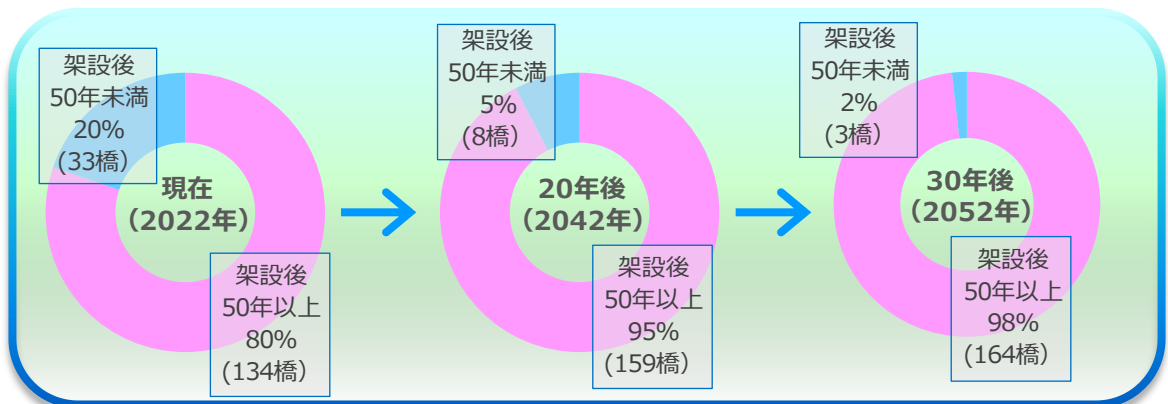 架設後
50年未満
20%
(33橋）
現在
（2022年）
架設後
50年以上
80%
(134橋）
架設後
50年未満
5%
(8橋）
20年後
（2042年）
架設後
50年以上
95%
(159橋）
架設後
50年未満
2%
(3橋）
30年後
（2052年）
架設後
50年以上
98%
(164橋）